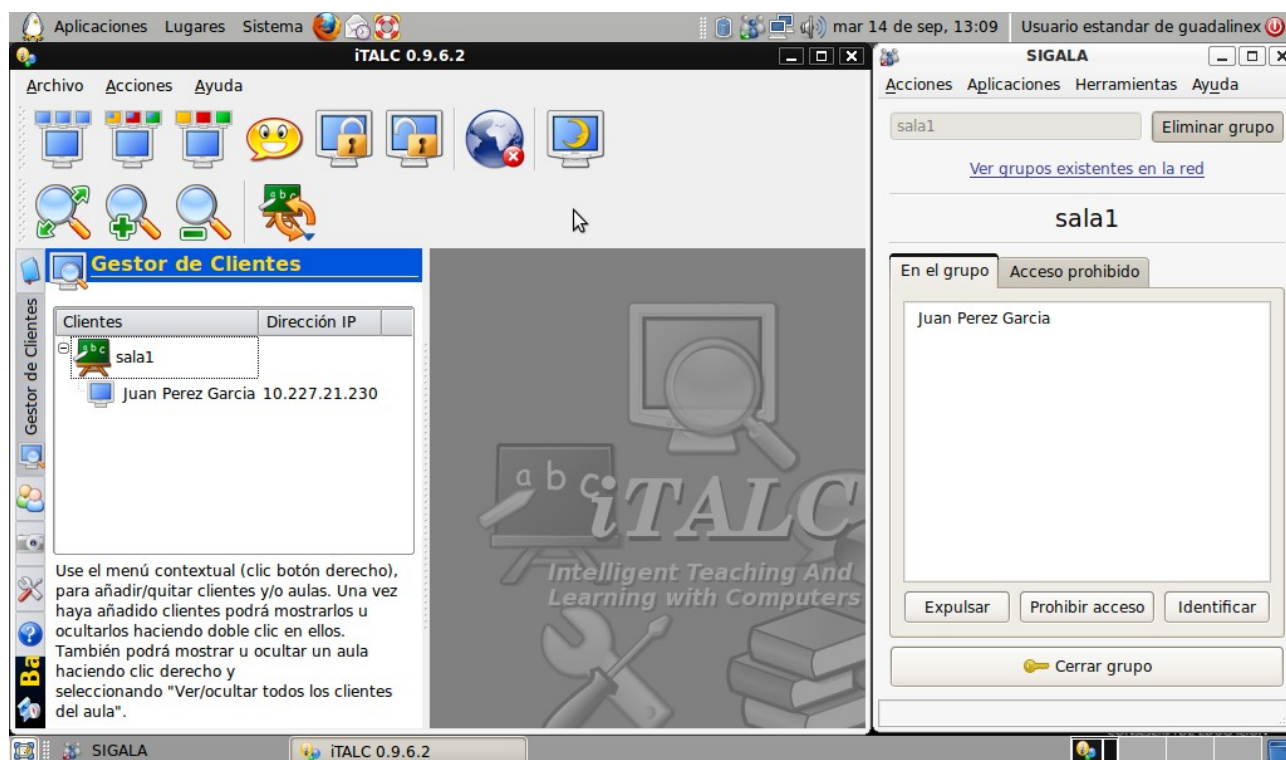 Aplicaciones Lugares Sistema mar 14 de sep, 13:09 Usuario estandar de guadalinex
iTALC 0.9.6.2
Archivo Acciones Ayuda
Gestor de Clientes
Gestor de Clientes
Clientes Dirección IP
abc
sala1
Juan Perez Garcia 10.227.21.230
Use el menú contextual (clic botón derecho),
para añadir/quitar clientes y/o aulas. Una vez
haya añadido clientes podrá mostrarlos u
ocultarlos haciendo doble clic en ellos.
También podrá mostrar u ocultar un aula
haciendo clic derecho y
seleccionando "Ver/ocultar todos los clientes
del aula".
Ba
a b c
iTALC
Intelligent Teaching And
Learning with Computers
SIGALA
Acciones Aplicaciones Herramientas Ayuda
sala1 Eliminar grupo
Ver grupos existentes en la red
sala1
En el grupo Acceso prohibido
Juan Perez Garcia
Expulsar Prohibir acceso Identificar
Cerrar grupo
SIGALA iTALC 0.9.6.2